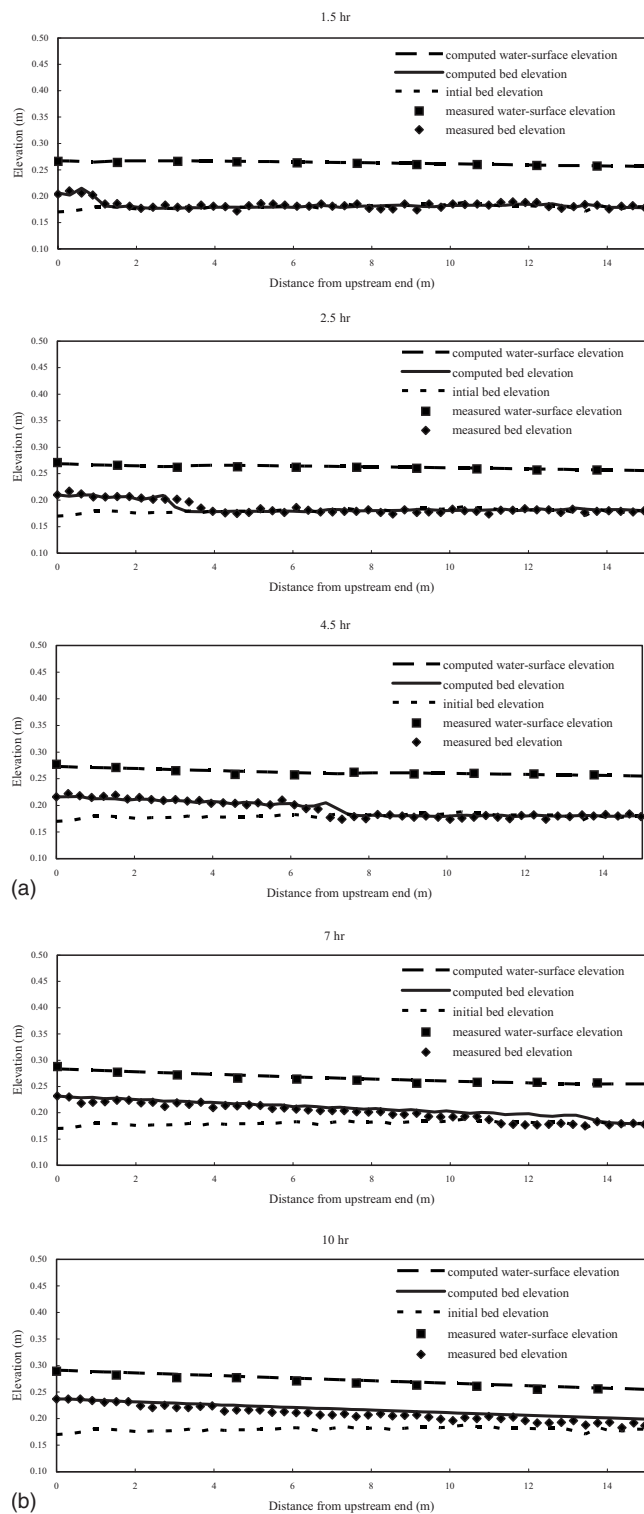 1.5 hr
0.50
0.45
0.40
0.35
0.30
0.25
0.20
0.15
0.10
Elevation (m)
computed water-surface elevation
computed bed elevation
intial bed elevation
measured water-surface elevation
measured bed elevation
0 2 4 6 8 10 12 14
Distance from upstream end (m)
2.5 hr
0.50
0.45
0.40
0.35
0.30
0.25
0.20
0.15
0.10
Elevation (m)
computed water-surface elevation
computed bed elevation
intial bed elevation
measured water-surface elevation
measured bed elevation
0 2 4 6 8 10 12 14
Distance from upstream end (m)
4.5 hr
0.50
0.45
0.40
0.35
0.30
0.25
0.20
0.15
0.10
Elevation (m)
computed water-surface elevation
computed bed elevation
initial bed elevation
measured water-surface elevation
measured bed elevation
0 2 4 6 8 10 12 14
Distance from upstream end (m)
(a)
7 hr
0.50
0.45
0.40
0.35
0.30
0.25
0.20
0.15
0.10
Elevation (m)
computed water-surface elevation
computed bed elevation
initial bed elevation
measured water-surface elevation
measured bed elevation
0 2 4 6 8 10 12 14
Distance from upstream end (m)
10 hr
0.50
0.45
0.40
0.35
0.30
0.25
0.20
0.15
0.10
Elevation (m)
computed water-surface elevation
computed bed elevation
initial bed elevation
measured water-surface elevation
measured bed elevation
0 2 4 6 8 10 12 14
Distance from upstream end (m)
(b)